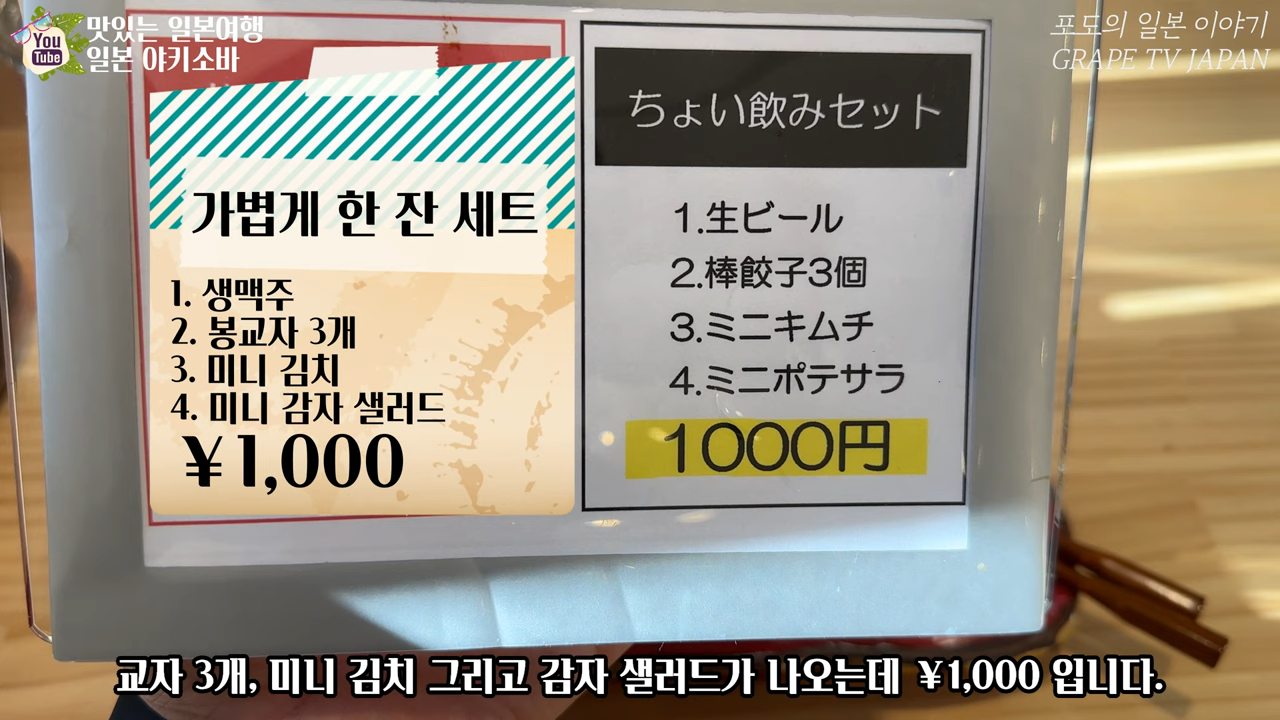 You
Tube
맛있는 일본여행
일본 야키소바
포도의 일본 이야기
GRAPE TV JAPAN
가볍게 한 잔 세트
1. 생맥주
2. 봉교자 3개
3. 미니 김치
4. 미니 감자 샐러드
¥1,000
ちょい飲みセット
1.生ビール
2.棒餃子3個
3.ミニキムチ
4.ミニポテサラ
1000円
교자 3개, 미니 김치 그리고 감자 샐러드가 나오는데 ¥1,000 입니다.